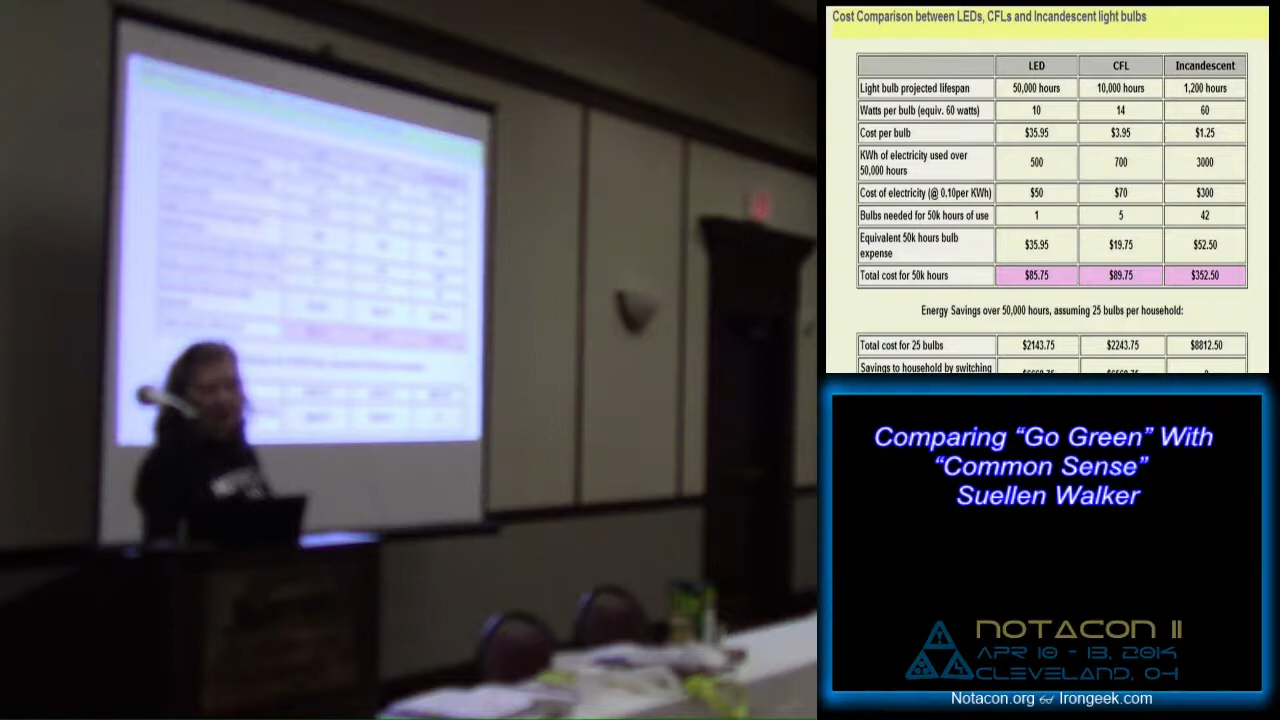 Cost Comparison between LEDs, CFLs and Incandescent light bulbs
LED CFL Incandescent
Light bulb projected lifespan 50,000 hours 10,000 hours 1,200 hours
Watts per bulb (equiv. 60 watts) 10 14 60
Cost per bulb $35.95 $3.95 $1.25
KWh of electricity used over
50,000 hours 500 700 3000
Cost of electricity (@ 0.10per KWh) $50 $70 $300
Bulbs needed for 50k hours of use 1 5 42
Equivalent 50k hours bulb
expense $35.95 $19.75 $52.50
Total cost for 50k hours $85.75 $89.75 $352.50
Energy Savings over 50,000 hours, assuming 25 bulbs per household:
Total cost for 25 bulbs $2143.75 $2243.75 $8812.50
Savings to household by switching
Comparing “Go Green” With
“Common Sense”
Suellen Walker
NOTACON 11
APR 10 - 13, 2014
CLEVELAND, OH
Notacon.org Irongeek.com